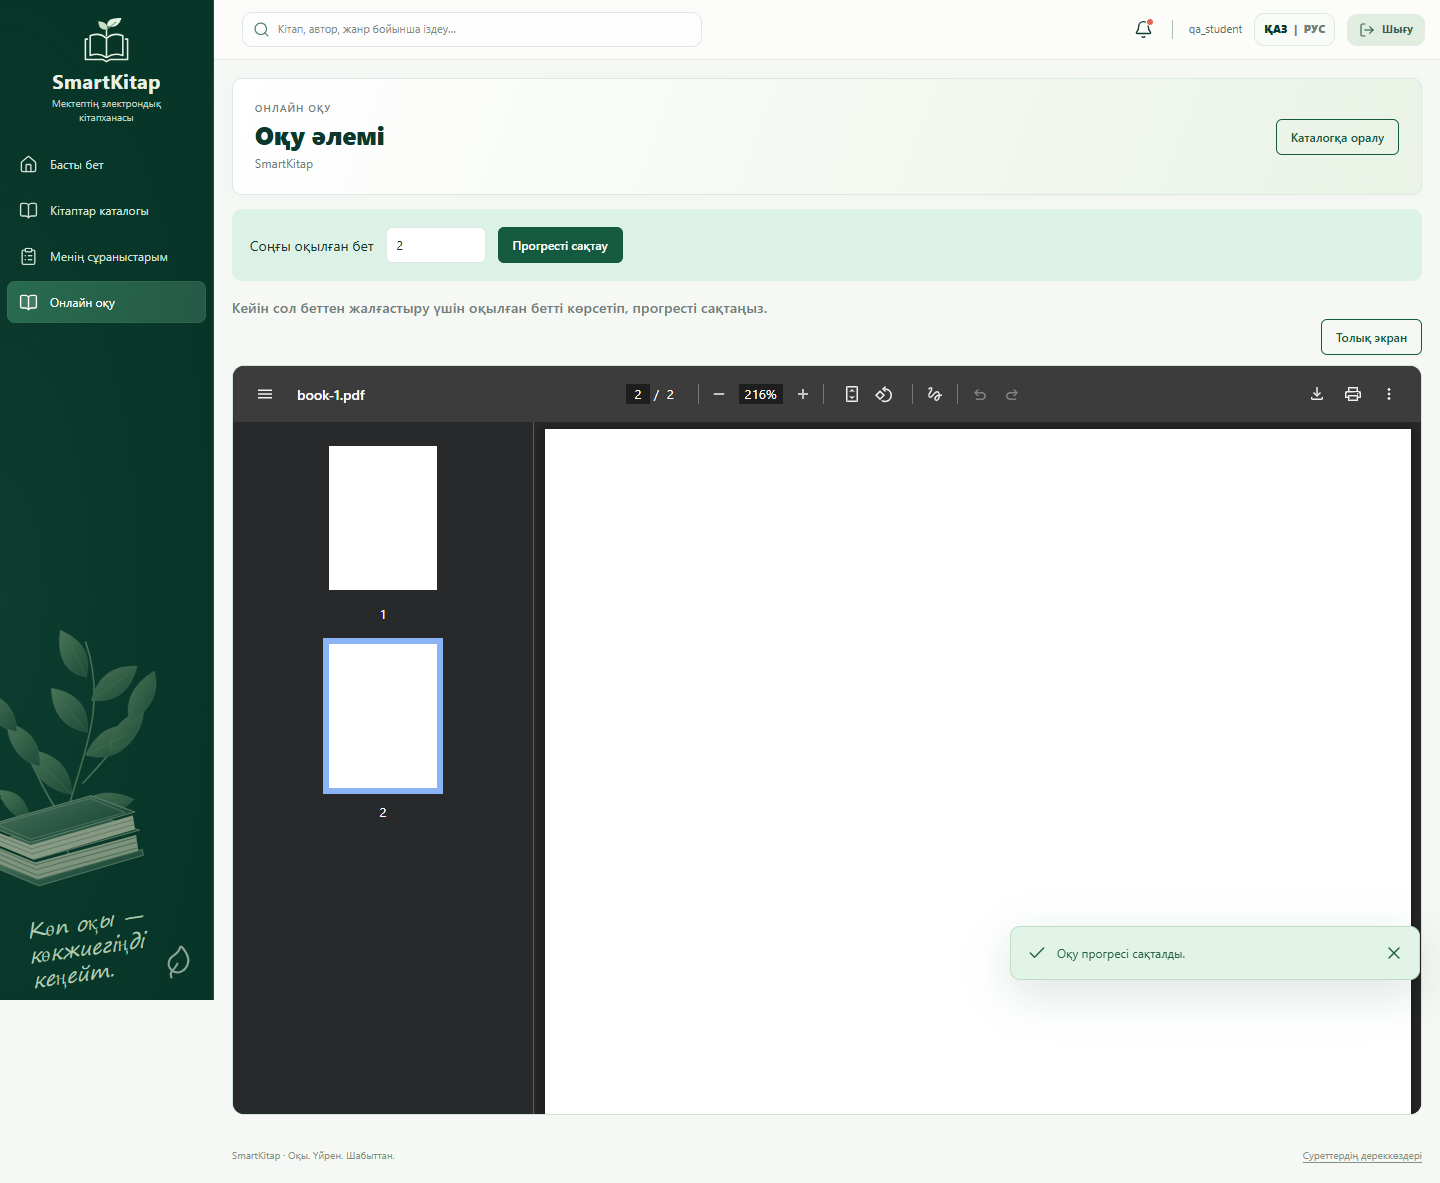 SmartKitap
Мектептің электрондық
кітапханасы
Басты бет
Кітаптар каталогы
Менің сұраныстарым
Онлайн оқу
Көп оқы —
көкжиегіңді
кеңейт.
Кітап, автор, жанр бойынша іздеу...
qa_student
ҚАЗ | РУС
Шығу
ОНЛАЙН ОҚУ
Оқу әлемі
SmartKitap
Каталогқа оралу
Соңғы оқылған бет
2
Прогресті сақтау
Кейін сол беттен жалғастыру үшін оқылған бетті көрсетіп, прогресті сақтаңыз.
Толық экран
book-1.pdf
2 / 2
216%
1
2
Оқу прогресі сақталды.
SmartKitap · Оқы. Үйрен. Шабыттан.
Суреттердің дереккөздері